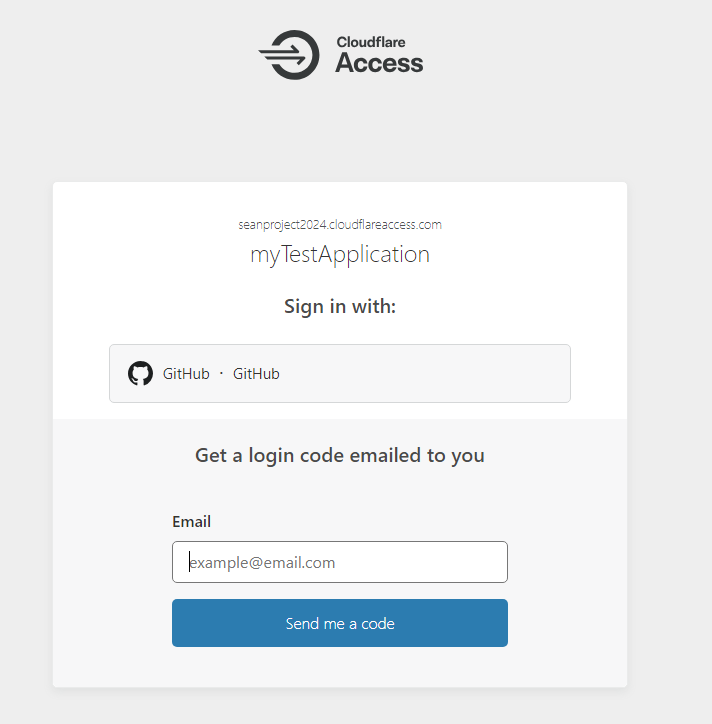 Cloudflare
Access
seanproject2024.cloudflareaccess.com
myTestApplication
Sign in with:
GitHub · GitHub
Get a login code emailed to you
Email
example@email.com
Send me a code